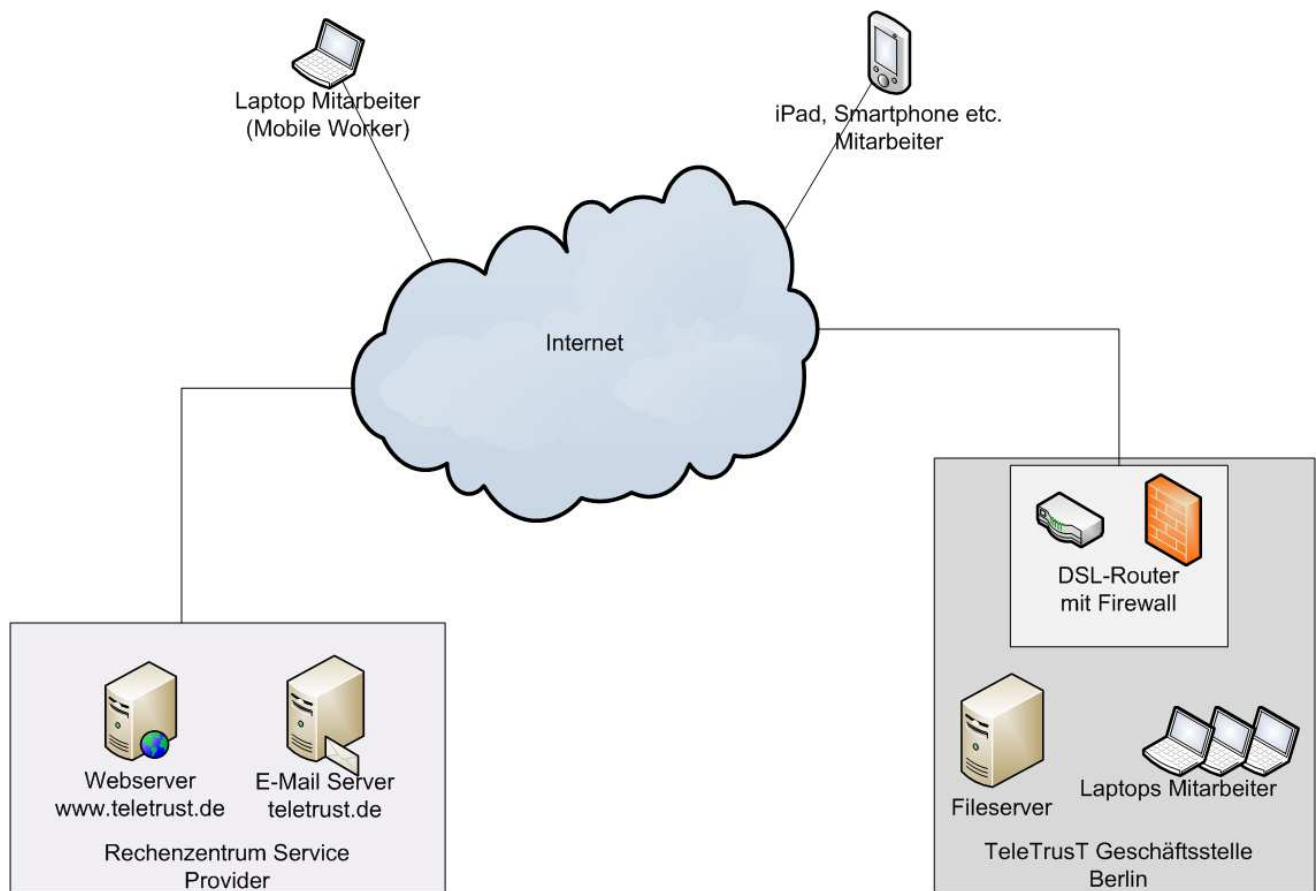 Laptop Mitarbeiter
(Mobile Worker)
iPad, Smartphone etc.
Mitarbeiter
Internet
DSL-Router
mit Firewall
Webserver
www.teletrust.de
E-Mail Server
teletrust.de
Rechenzentrum Service
Provider
Fileserver
Laptops Mitarbeiter
TeleTrusT Geschäftsstelle
Berlin